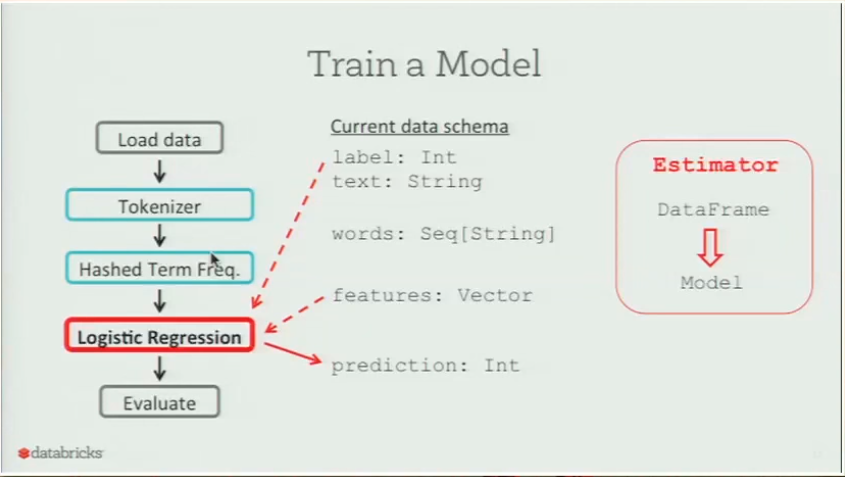 Train a Model
Load data
Tokenizer
Hashed Term Freq.
Logistic Regression
Evaluate
Current data schema
label: Int
text: String
words: Seq[String]
features: Vector
prediction: Int
Estimator
DataFrame
Model
databricks